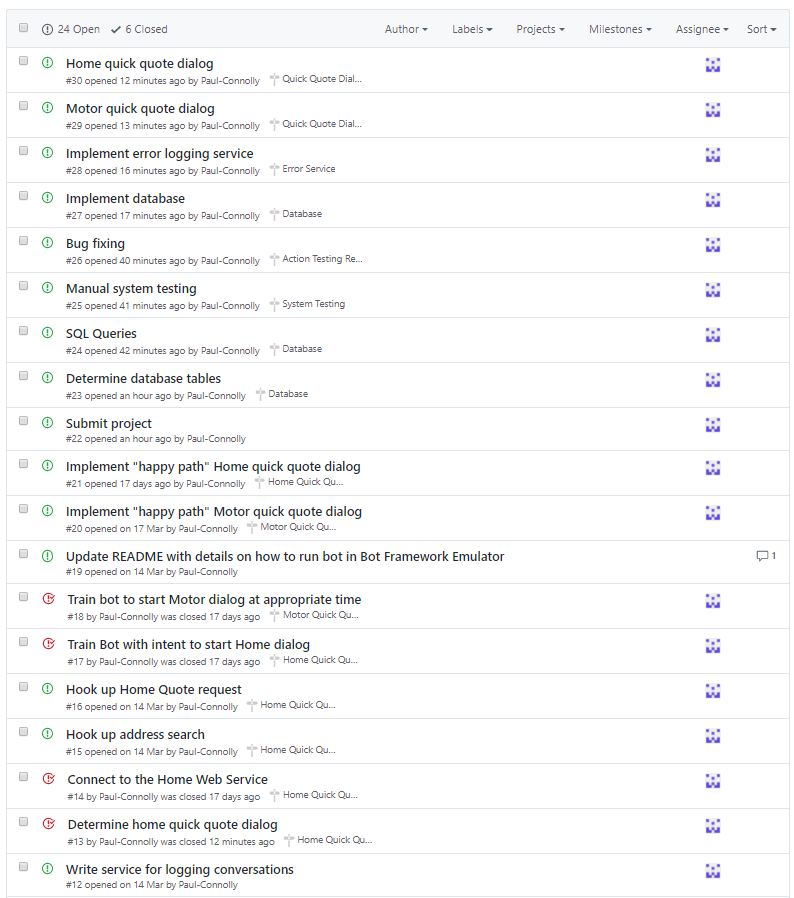 24 Open 6 Closed Author Labels Projects Milestones Assignee Sort
Home quick quote dialog
#30 opened 12 minutes ago by Paul-Connolly Quick Quote Dial...
Motor quick quote dialog
#29 opened 13 minutes ago by Paul-Connolly Quick Quote Dial...
Implement error logging service
#28 opened 16 minutes ago by Paul-Connolly Error Service
Implement database
#27 opened 17 minutes ago by Paul-Connolly Database
Bug fixing
#26 opened 40 minutes ago by Paul-Connolly Action Testing Re...
Manual system testing
#25 opened 41 minutes ago by Paul-Connolly System Testing
SQL Queries
#24 opened 42 minutes ago by Paul-Connolly Database
Determine database tables
#23 opened an hour ago by Paul-Connolly Database
Submit project
#22 opened an hour ago by Paul-Connolly
Implement "happy path" Home quick quote dialog
#21 opened 17 days ago by Paul-Connolly Home Quick Qu...
Implement "happy path" Motor quick quote dialog
#20 opened on 17 Mar by Paul-Connolly Motor Quick Qu...
Update README with details on how to run bot in Bot Framework Emulator 1
#19 opened on 14 Mar by Paul-Connolly
Train bot to start Motor dialog at appropriate time
#18 by Paul-Connolly was closed 17 days ago Motor Quick Qu...
Train Bot with intent to start Home dialog
#17 by Paul-Connolly was closed 17 days ago Home Quick Qu...
Hook up Home Quote request
#16 opened on 14 Mar by Paul-Connolly Home Quick Qu...
Hook up address search
#15 opened on 14 Mar by Paul-Connolly Home Quick Qu...
Connect to the Home Web Service
#14 by Paul-Connolly was closed 17 days ago Home Quick Qu...
Determine home quick quote dialog
#13 by Paul-Connolly was closed 12 minutes ago Home Quick Qu...
Write service for logging conversations
#12 opened on 14 Mar by Paul-Connolly